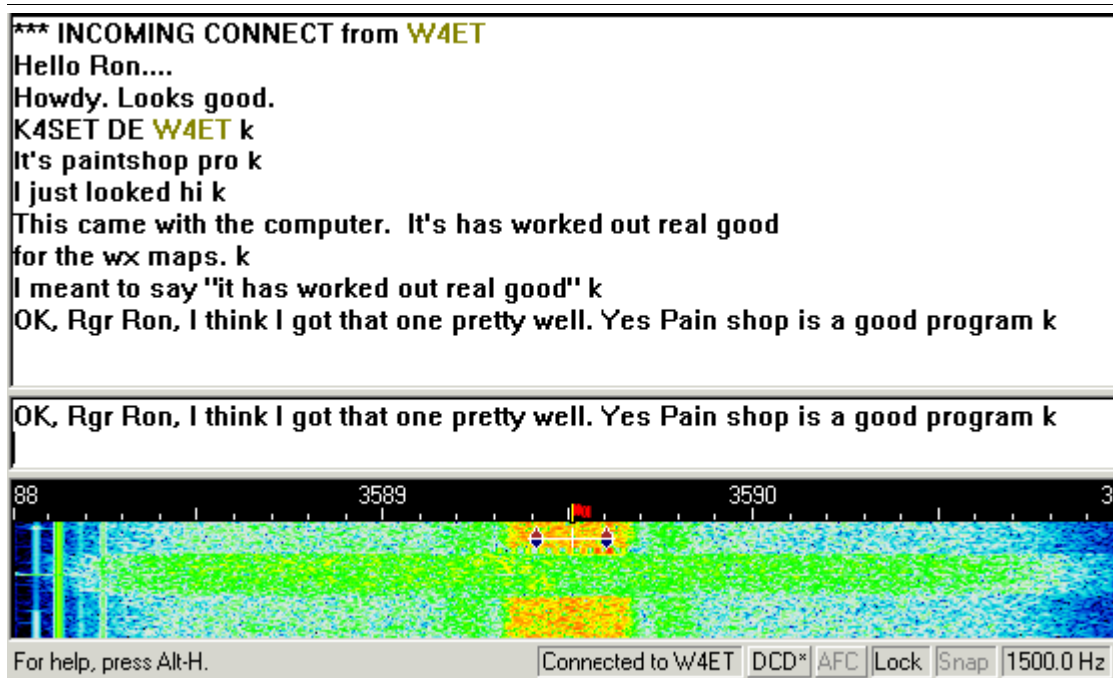 *** INCOMING CONNECT from W4ET
Hello Ron....
Howdy. Looks good.
K4SET DE W4ET k
It's paintshop pro k
I just looked hi k
This came with the computer.  It's has worked out real good
for the wx maps. k
I meant to say "it has worked out real good" k
OK, Rgr Ron, I think I got that one pretty well. Yes Pain shop is a good program k
OK, Rgr Ron, I think I got that one pretty well. Yes Pain shop is a good program k
88 3589 3590 3
For help, press Alt-H. Connected to W4ET DCD* AFC Lock Snap 1500.0 Hz